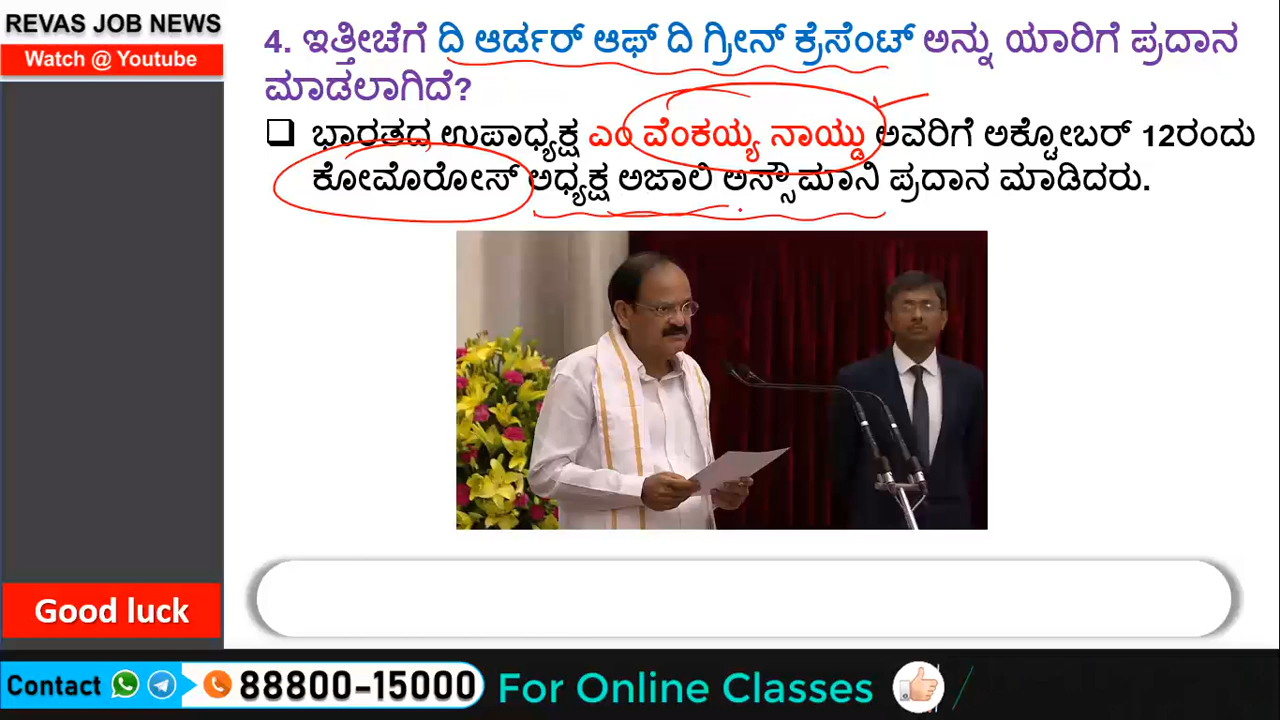 REVAS JOB NEWS
Watch @ Youtube
4. ಇತ್ತೀಚೆಗೆ ದಿ ಆರ್ಡರ್ ಆಫ್ ದಿ ಗ್ರೀನ್ ಕ್ರೆಸೆಂಟ್ ಅನ್ನು ಯಾರಿಗೆ ಪ್ರದಾನ
ಮಾಡಲಾಗಿದೆ?
❑ ಭಾರತದ ಉಪಾಧ್ಯಕ್ಷ ಎಂ ವೆಂಕಯ್ಯ ನಾಯ್ಡು ಅವರಿಗೆ ಅಕ್ಟೋಬರ್ 12ರಂದು
ಕೋಮೊರೋಸ್ ಅಧ್ಯಕ್ಷ ಅಜಾಲಿ ಅಸ್ಸೌಮಾನಿ ಪ್ರದಾನ ಮಾಡಿದರು.
Good luck
Contact 88800-15000 For Online Classes